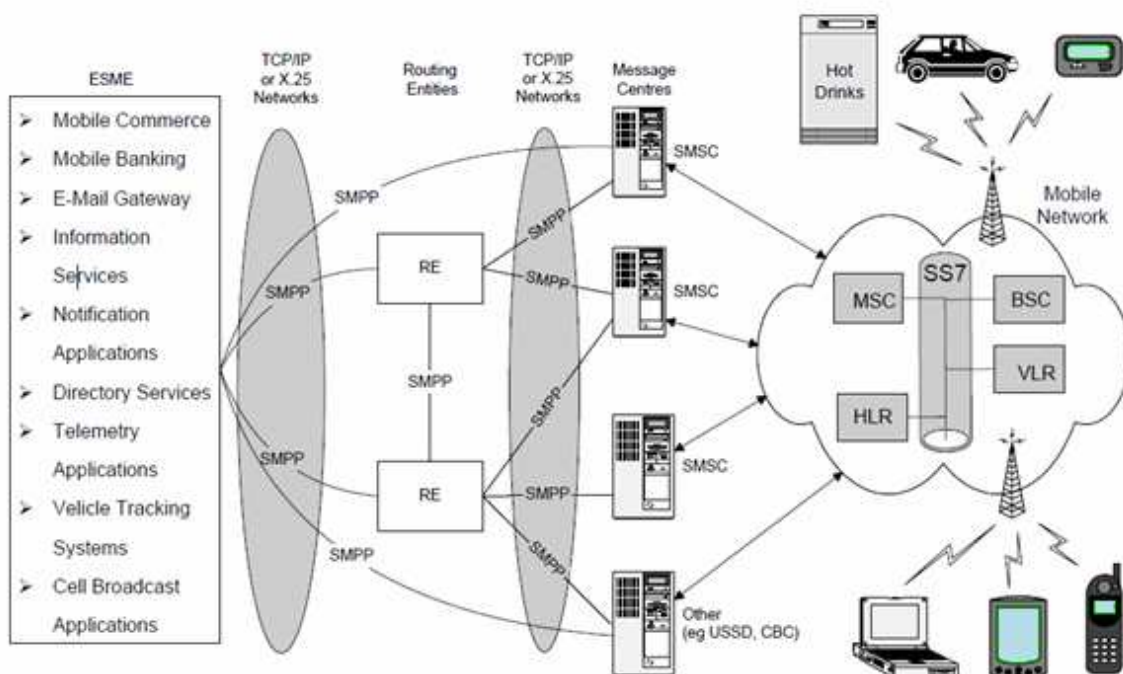 ESME
➢ Mobile Commerce
➢ Mobile Banking
➢ E-Mail Gateway
➢ Information
Services
➢ Notification
Applications
➢ Directory Services
➢ Telemetry
Applications
➢ Velicle Tracking
Systems
➢ Cell Broadcast
Applications
TCP/IP
or X.25
Networks
Routing
Entities
TCP/IP
or X.25
Networks
Message
Centres
SMPP
SMPP
SMPP
SMPP
RE
SMPP
RE
SMPP
SMPP
SMPP
SMPP
SMPP
SMSC
SMSC
SMSC
Other
(eg USSD, CBC)
Hot
Drinks
Mobile
Network
SS7
MSC
BSC
VLR
HLR